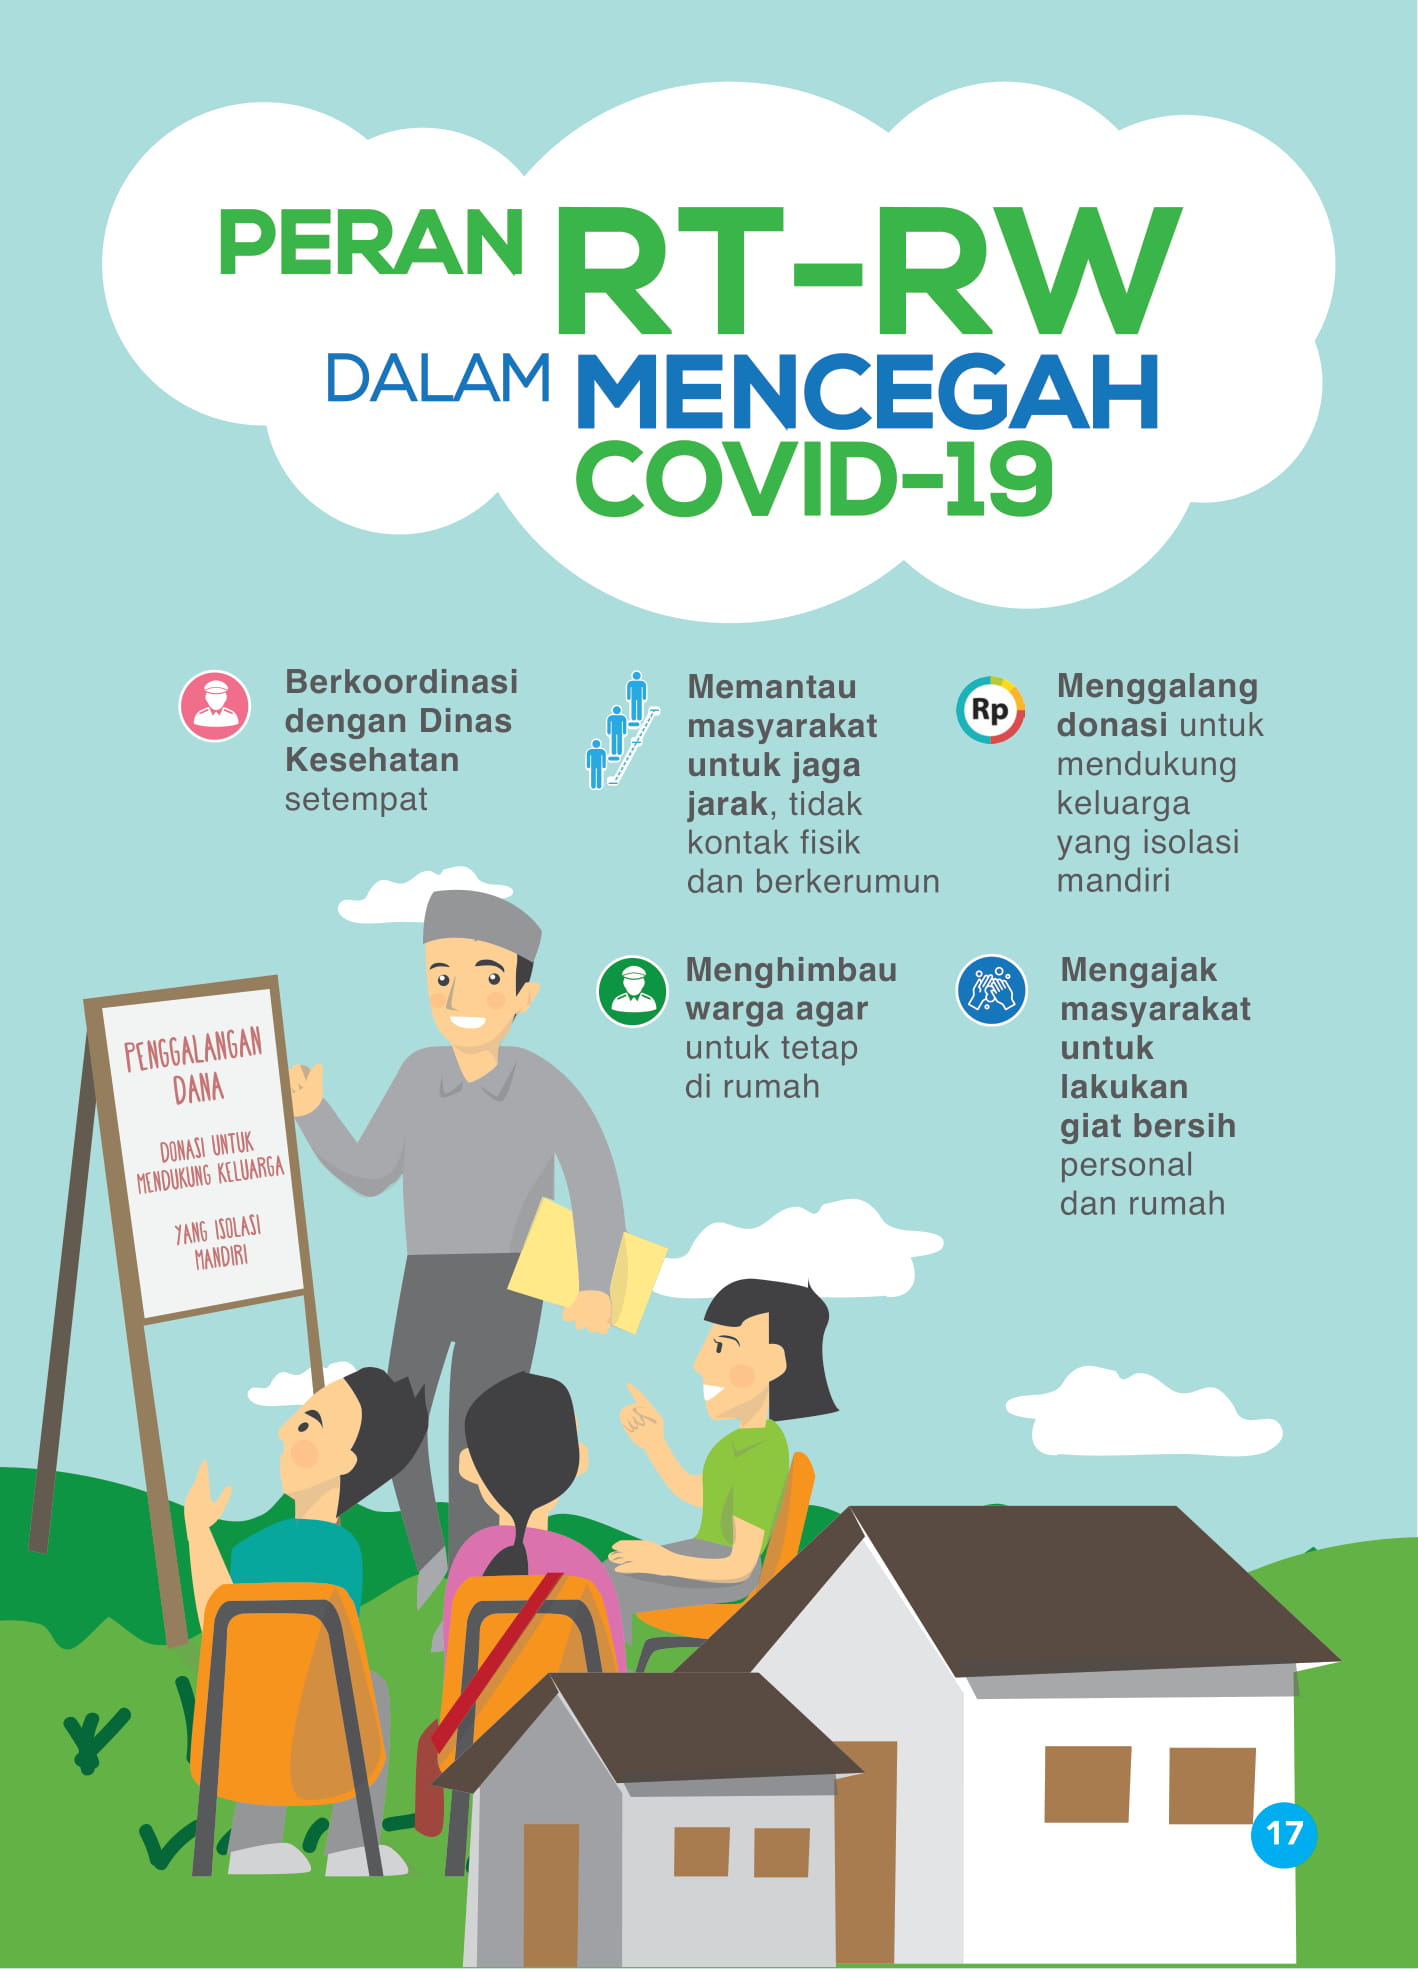 PERAN RT-RW
DALAM MENCEGAH
COVID-19
Berkoordinasi
dengan Dinas
Kesehatan
setempat
Memantau
masyarakat
untuk jaga
jarak, tidak
kontak fisik
dan berkerumun
Rp
Menggalang
donasi untuk
mendukung
keluarga
yang isolasi
mandiri
Menghimbau
warga agar
untuk tetap
di rumah
Mengajak
masyarakat
untuk
lakukan
giat bersih
personal
dan rumah
PENGGALANGAN
DANA
DONASI UNTUK
MENDUKUNG KELUARGA
YANG ISOLASI
MANDIRI
17